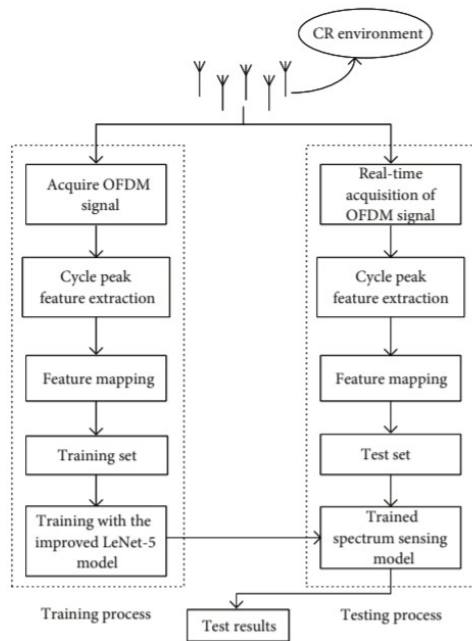 CR environment
Acquire OFDM
signal
Cycle peak
feature extraction
Feature mapping
Training set
Training with the
improved LeNet-5
model
Training process
Real-time
acquisition of
OFDM signal
Cycle peak
feature extraction
Feature mapping
Test set
Trained
spectrum sensing
model
Testing process
Test results